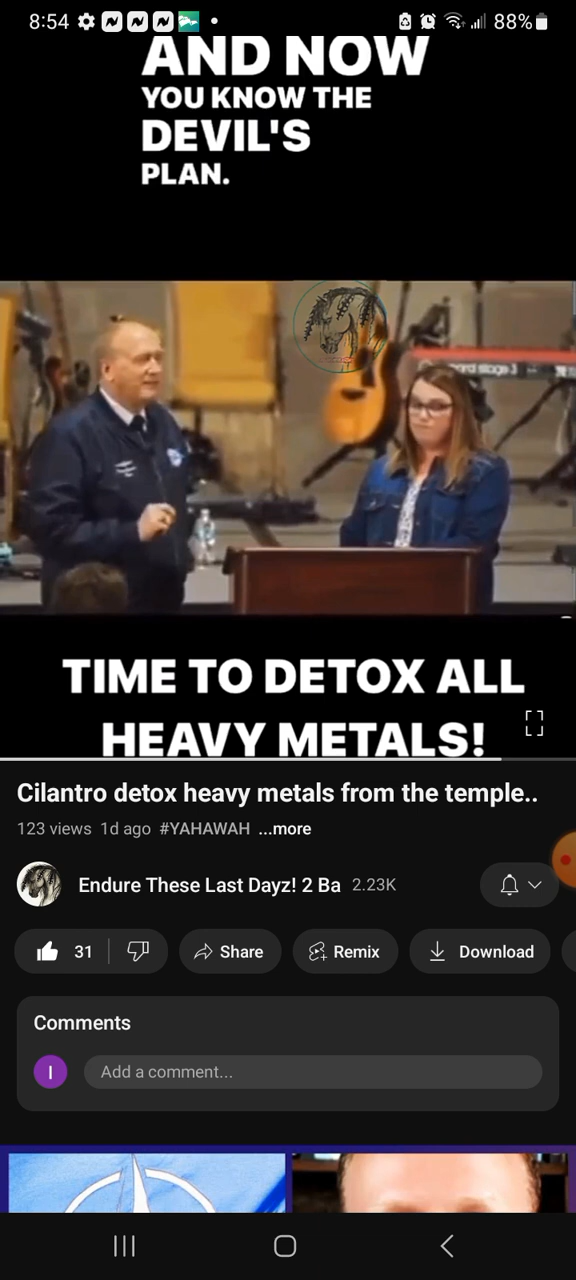 8:54
88%
AND NOW
YOU KNOW THE
DEVIL'S
PLAN.
TIME TO DETOX ALL
HEAVY METALS!
Cilantro detox heavy metals from the temple..
123 views 1d ago #YAHAWAH ...more
Endure These Last Dayz! 2 Ba 2.23K
31
Share
Remix
Download
Comments
I
Add a comment...